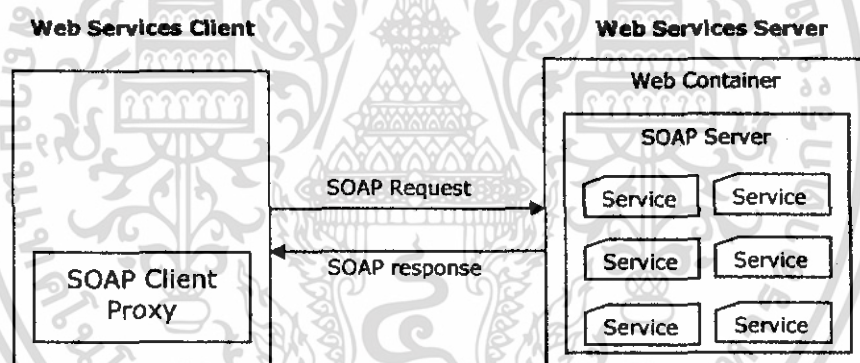 Web Services Client
Web Services Server
Web Container
SOAP Server
SOAP Request
SOAP response
SOAP Client
Proxy
Service
Service
Service
Service
Service
Service